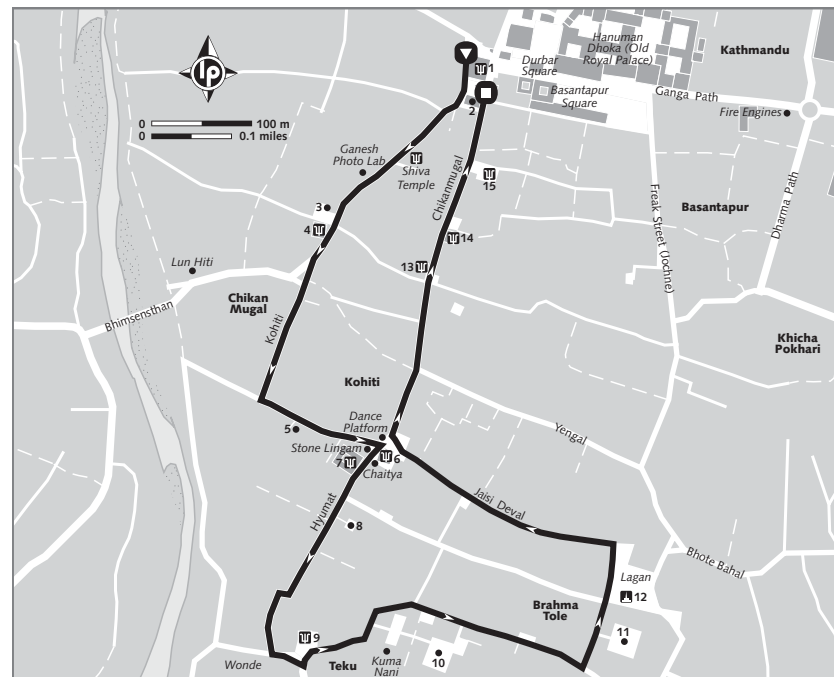 Hanuman
Dhoka (Old
Royal Palace)
Kathmandu
1
Durbar
Square
Basantapur
Square
lp
2
Ganga Path
Fire Engines
0 100 m
0 0.1 miles
Ganesh
Photo Lab
Shiva
Temple
15
Chikanmugal
Basantapur
Dharma Path
Freak Street (Jochne)
3
4
14
13
Lun Hiti
Chikan
Mugal
Bhimsensthan
Kohiti
Khicha
Pokhari
Kohiti
Dance
Platform
5
Yengal
Stone Lingam
7
6
Chaitya
Jaisi Deval
Hyumat
8
Bhote Bahal
Lagan
12
Brahma
Tole
11
9
Wonde
Teku
Kuma
Nani
10